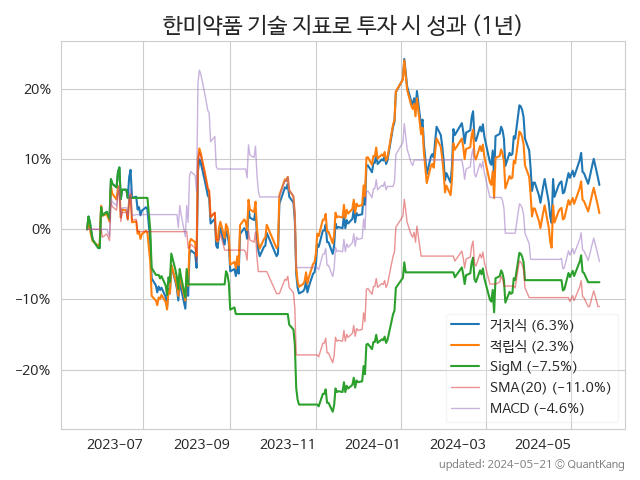 한미약품 기술 지표로 투자 시 성과 (1년)
20%
10%
0%
−10%
−20%
거치식 (6.3%)
적립식 (2.3%)
SigM (−7.5%)
SMA(20) (−11.0%)
MACD (−4.6%)
2023−07 2023−09 2023−11 2024−01 2024−03 2024−05
updated: 2024-05-21 © QuantKang